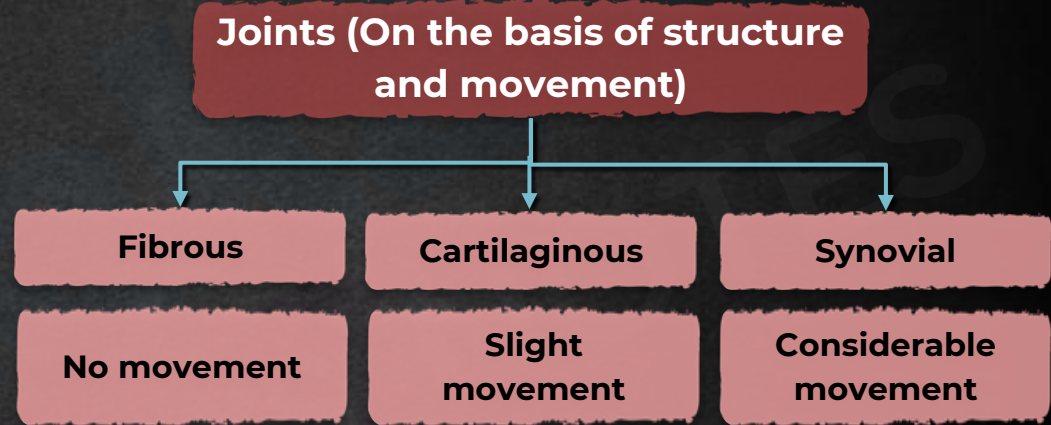 Joints (On the basis of structure
and movement)
Fibrous
Cartilaginous
Synovial
No movement
Slight
movement
Considerable
movement